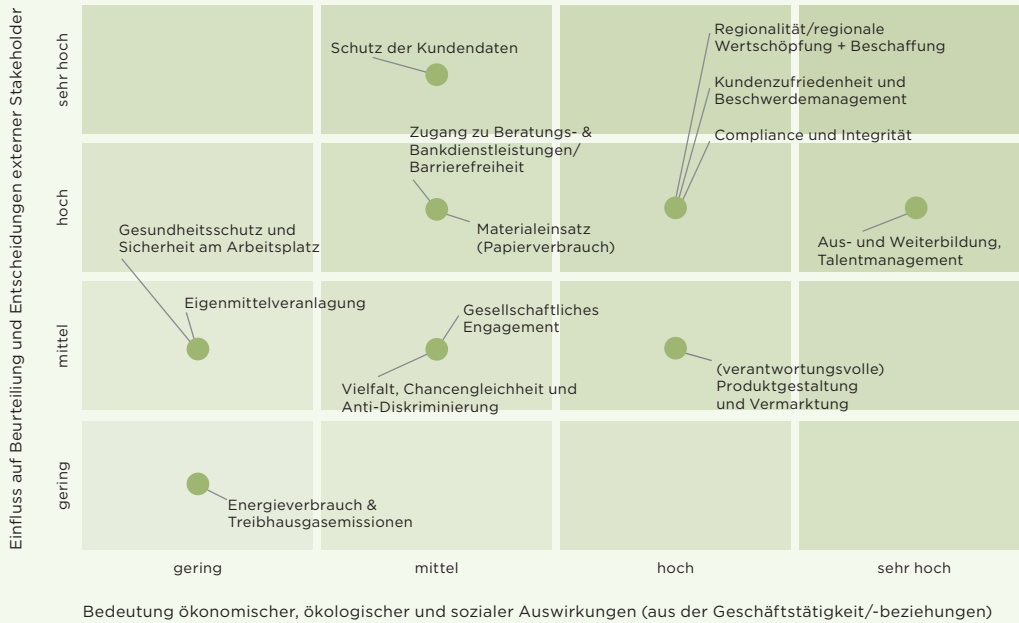 Einfluss auf Beurteilung und Entscheidungen externer Stakeholder
sehr hoch
hoch
mittel
gering
Schutz der Kundendaten
Regionalität/regionale
Wertschöpfung + Beschaffung
Kundenzufriedenheit und
Beschwerdemanagement
Compliance und Integrität
Zugang zu Beratungs- &
Bankdienstleistungen/
Barrierefreiheit
Materialeinsatz
(Papierverbrauch)
Aus- und Weiterbildung,
Talentmanagement
Gesundheitsschutz und
Sicherheit am Arbeitsplatz
Eigenmittelveranlagung
Gesellschaftliches
Engagement
Vielfalt, Chancengleichheit und
Anti-Diskriminierung
(verantwortungsvolle)
Produktgestaltung
und Vermarktung
Energieverbrauch &
Treibhausgasemissionen
gering
mittel
hoch
sehr hoch
Bedeutung ökonomischer, ökologischer und sozialer Auswirkungen (aus der Geschäftstätigkeit/-beziehungen)